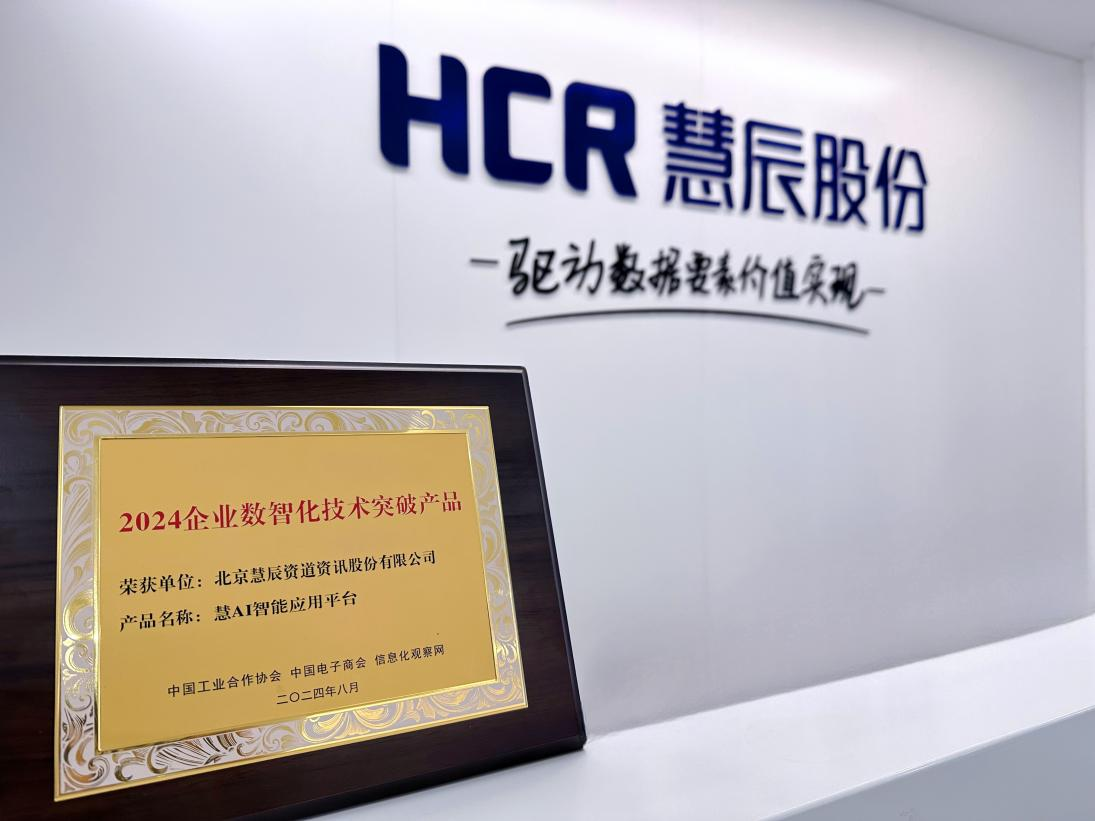 HCR 慧辰股份
—驱动数据要素价值实现—
2024企业数智化技术突破产品
荣获单位：北京慧辰资道资讯股份有限公司
产品名称：慧AI智能应用平台
中国工业合作协会 中国电子商会 信息化观察网
二〇二四年八月